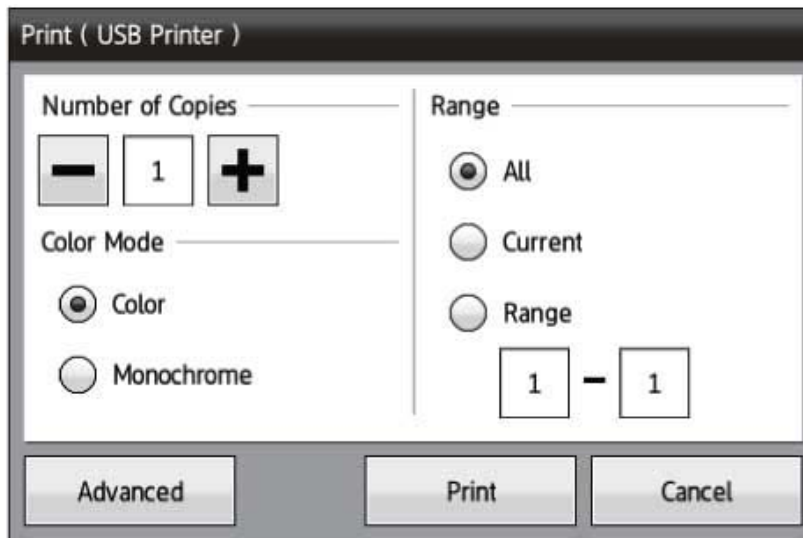 Print ( USB Printer )
Number of Copies
− 1 +
Color Mode
Color
Monochrome
Range
All
Current
Range
1 – 1
Advanced
Print
Cancel